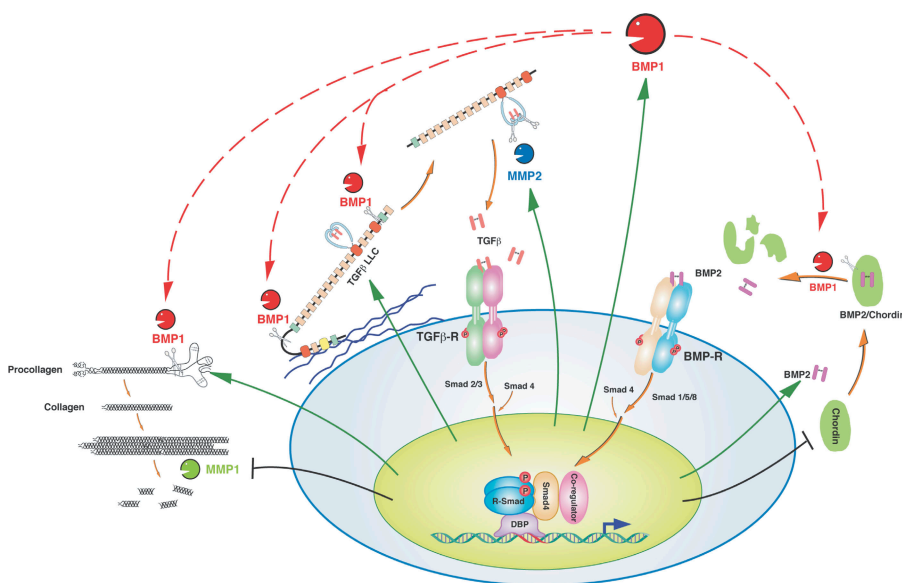 BMP1
MMP2
BMP1
TGFβ LLC
TGFβ
BMP2
BMP1
BMP2/Chordin
BMP1
BMP1
TGFβ-R
P
P
P
P
BMP-R
Procollagen
Smad 2/3
Smad 4
Smad 4
Smad 1/5/8
BMP2
Collagen
Chordin
MMP1
P
P
R-Smad
Smad4
Co-regulator
DBP